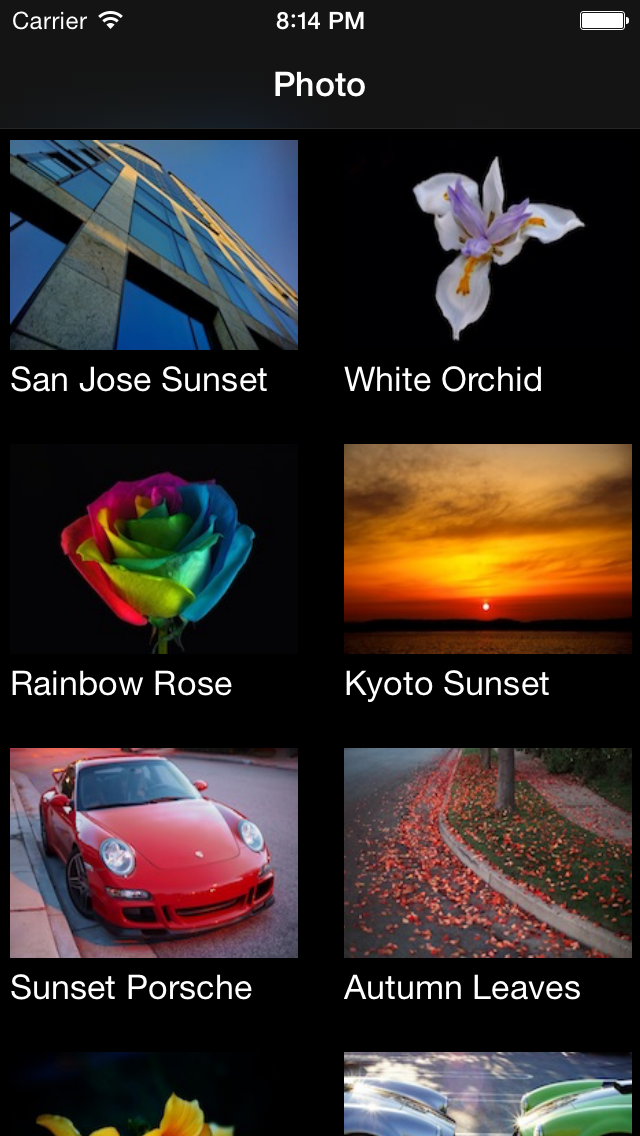 Carrier 8:14 PM
Photo
San Jose Sunset White Orchid
Rainbow Rose Kyoto Sunset
Sunset Porsche Autumn Leaves